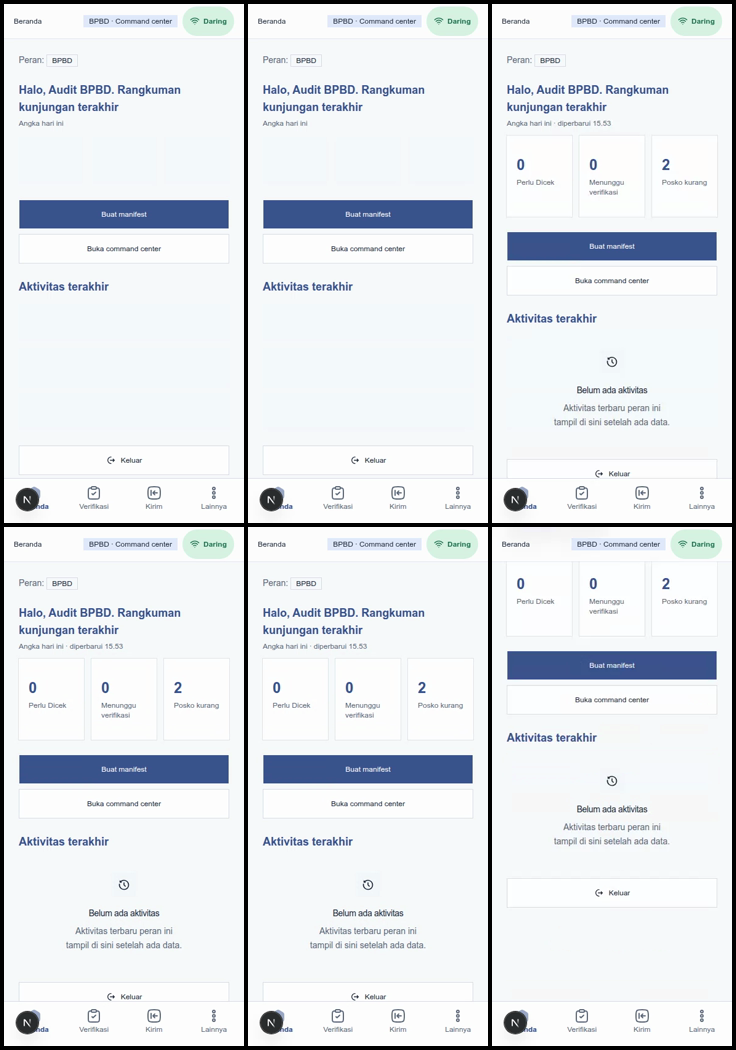 Beranda
BPBD · Command center
Daring
Peran: BPBD
Halo, Audit BPBD. Rangkuman
kunjungan terakhir
Angka hari ini
Buat manifest
Buka command center
Aktivitas terakhir
Keluar
N
nda
Verifikasi
Kirim
Lainnya
Beranda
BPBD · Command center
Daring
Peran: BPBD
Halo, Audit BPBD. Rangkuman
kunjungan terakhir
Angka hari ini
Buat manifest
Buka command center
Aktivitas terakhir
Keluar
N
nda
Verifikasi
Kirim
Lainnya
Beranda
BPBD · Command center
Daring
Peran: BPBD
Halo, Audit BPBD. Rangkuman
kunjungan terakhir
Angka hari ini · diperbarui 15.53
0
Perlu Dicek
0
Menunggu
verifikasi
2
Posko kurang
Buat manifest
Buka command center
Aktivitas terakhir
Belum ada aktivitas
Aktivitas terbaru peran ini
tampil di sini setelah ada data.
Keluar
N
nda
Verifikasi
Kirim
Lainnya
Beranda
BPBD · Command center
Daring
Peran: BPBD
Halo, Audit BPBD. Rangkuman
kunjungan terakhir
Angka hari ini · diperbarui 15.53
0
Perlu Dicek
0
Menunggu
verifikasi
2
Posko kurang
Buat manifest
Buka command center
Aktivitas terakhir
Belum ada aktivitas
Aktivitas terbaru peran ini
tampil di sini setelah ada data.
Keluar
N
nda
Verifikasi
Kirim
Lainnya
Beranda
BPBD · Command center
Daring
Peran: BPBD
Halo, Audit BPBD. Rangkuman
kunjungan terakhir
Angka hari ini · diperbarui 15.53
0
Perlu Dicek
0
Menunggu
verifikasi
2
Posko kurang
Buat manifest
Buka command center
Aktivitas terakhir
Belum ada aktivitas
Aktivitas terbaru peran ini
tampil di sini setelah ada data.
Keluar
N
nda
Verifikasi
Kirim
Lainnya
Beranda
BPBD · Command center
Daring
0
Perlu Dicek
0
Menunggu
verifikasi
2
Posko kurang
Buat manifest
Buka command center
Aktivitas terakhir
Belum ada aktivitas
Aktivitas terbaru peran ini
tampil di sini setelah ada data.
Keluar
N
nda
Verifikasi
Kirim
Lainnya